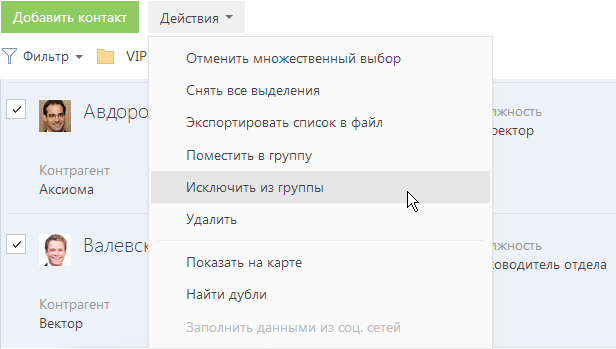 Добавить контакт
Действия
Фильтр
VIP
Отменить множественный выбор
Снять все выделения
Экспортировать список в файл
Поместить в группу
Исключить из группы
Удалить
Показать на карте
Найти дубли
Заполнить данными из соц. сетей
Авдоро
лжность
ректор
Контрагент
Аксиома
Валевск
лжность
ководитель отдела
Контрагент
Вектор